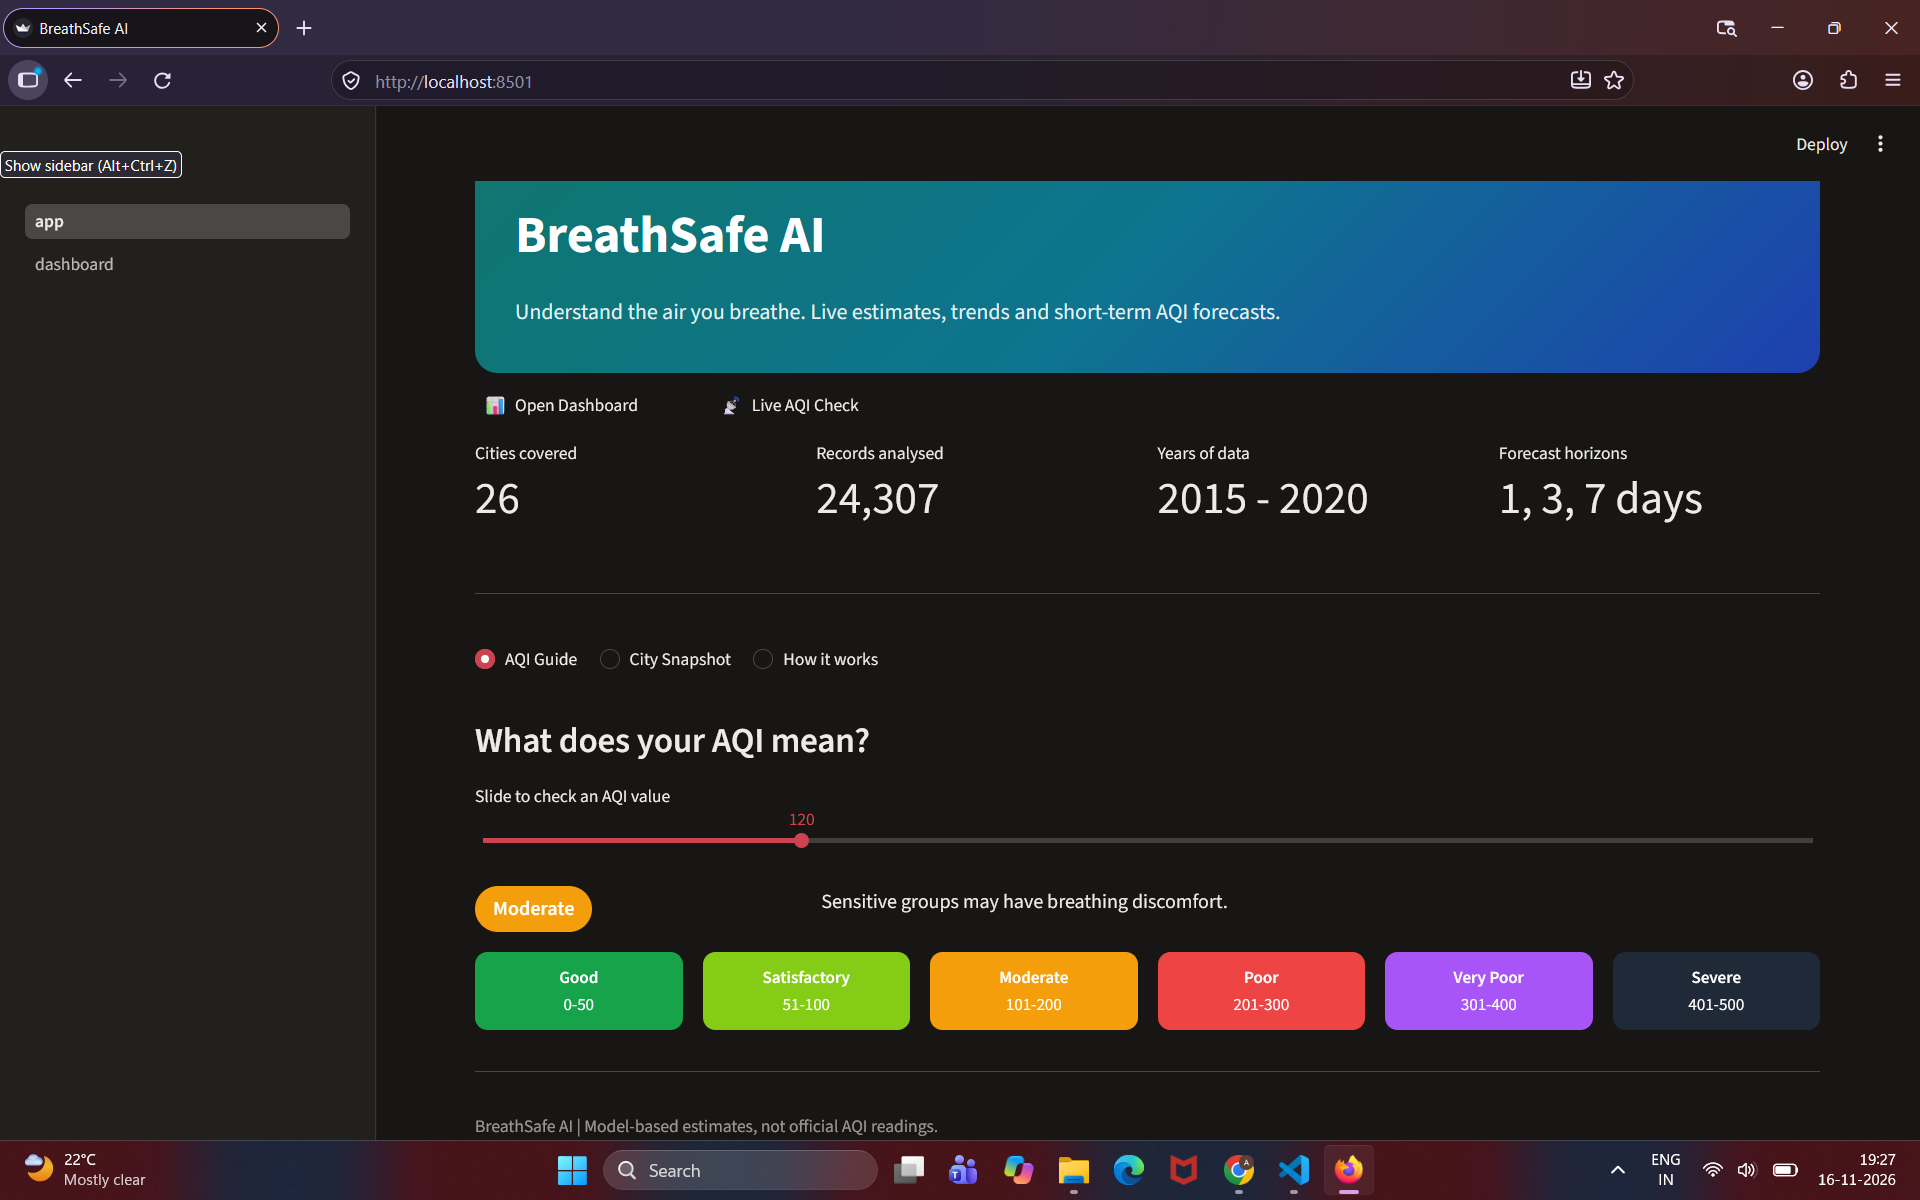 BreathSafe AI
http://localhost:8501
Show sidebar (Alt+Ctrl+Z)
app
dashboard
Deploy
BreathSafe AI
Understand the air you breathe. Live estimates, trends and short-term AQI forecasts.
Open Dashboard
Live AQI Check
Cities covered
26
Records analysed
24,307
Years of data
2015 - 2020
Forecast horizons
1, 3, 7 days
AQI Guide
City Snapshot
How it works
What does your AQI mean?
Slide to check an AQI value
120
Moderate
Sensitive groups may have breathing discomfort.
Good
0-50
Satisfactory
51-100
Moderate
101-200
Poor
201-300
Very Poor
301-400
Severe
401-500
BreathSafe AI | Model-based estimates, not official AQI readings.
22°C
Mostly clear
Search
ENG
IN
19:27
16-11-2026